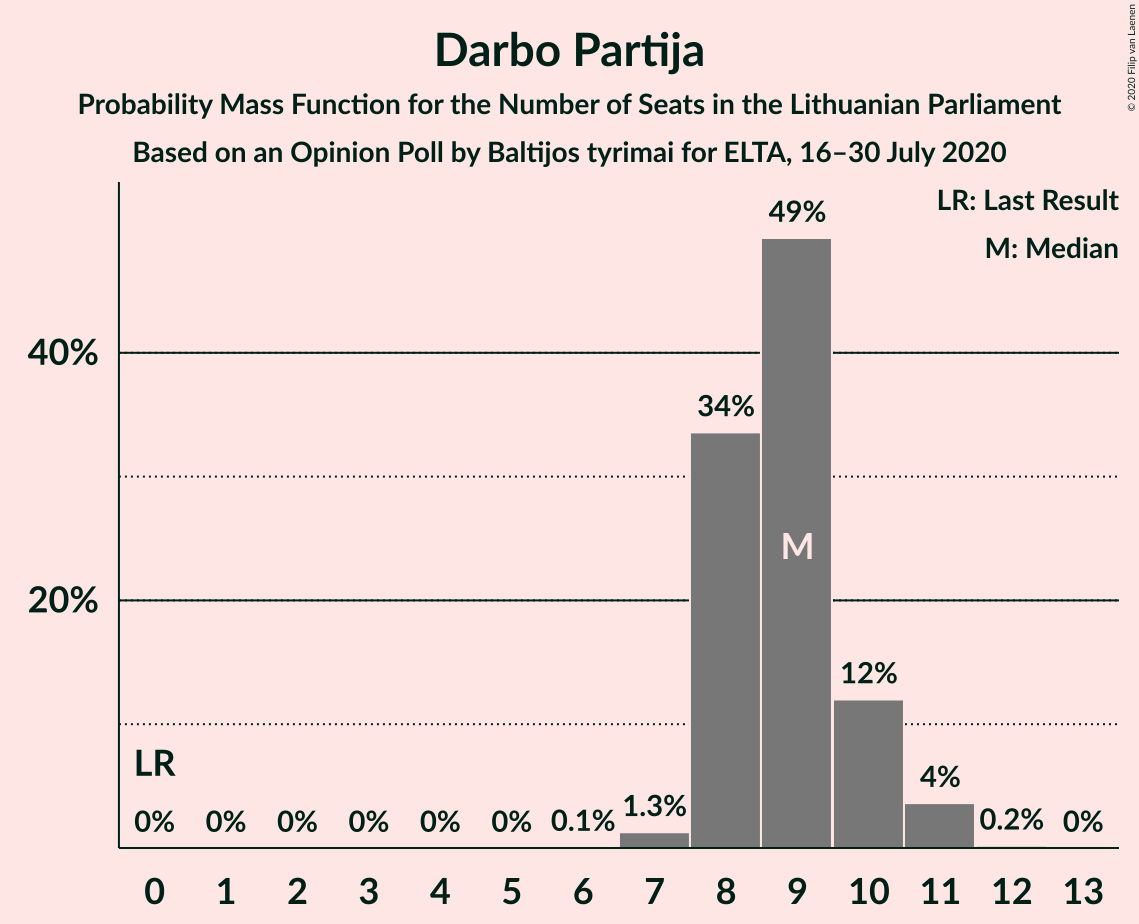 Darbo Partija
Probability Mass Function for the Number of Seats in the Lithuanian Parliament
Based on an Opinion Poll by Baltijos tyrimai for ELTA, 16–30 July 2020
© 2020 Filip van Laenen
LR: Last Result
M: Median
49%
40%
34%
M
20%
12%
LR
4%
0% 0% 0% 0% 0% 0% 0.1% 1.3% 0.2% 0%
0 1 2 3 4 5 6 7 8 9 10 11 12 13